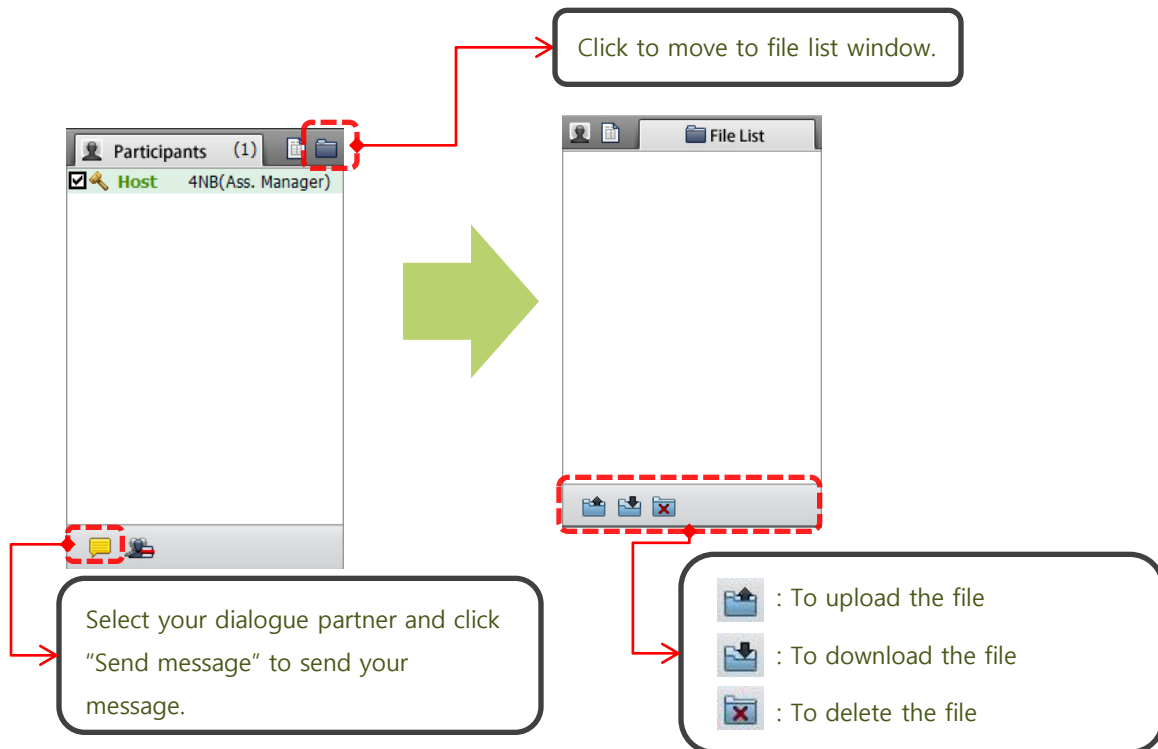 Click to move to file list window.
Participants (1)
Host 4NB(Ass. Manager)
File List
Select your dialogue partner and click
“Send message” to send your
message.
: To upload the file
: To download the file
: To delete the file